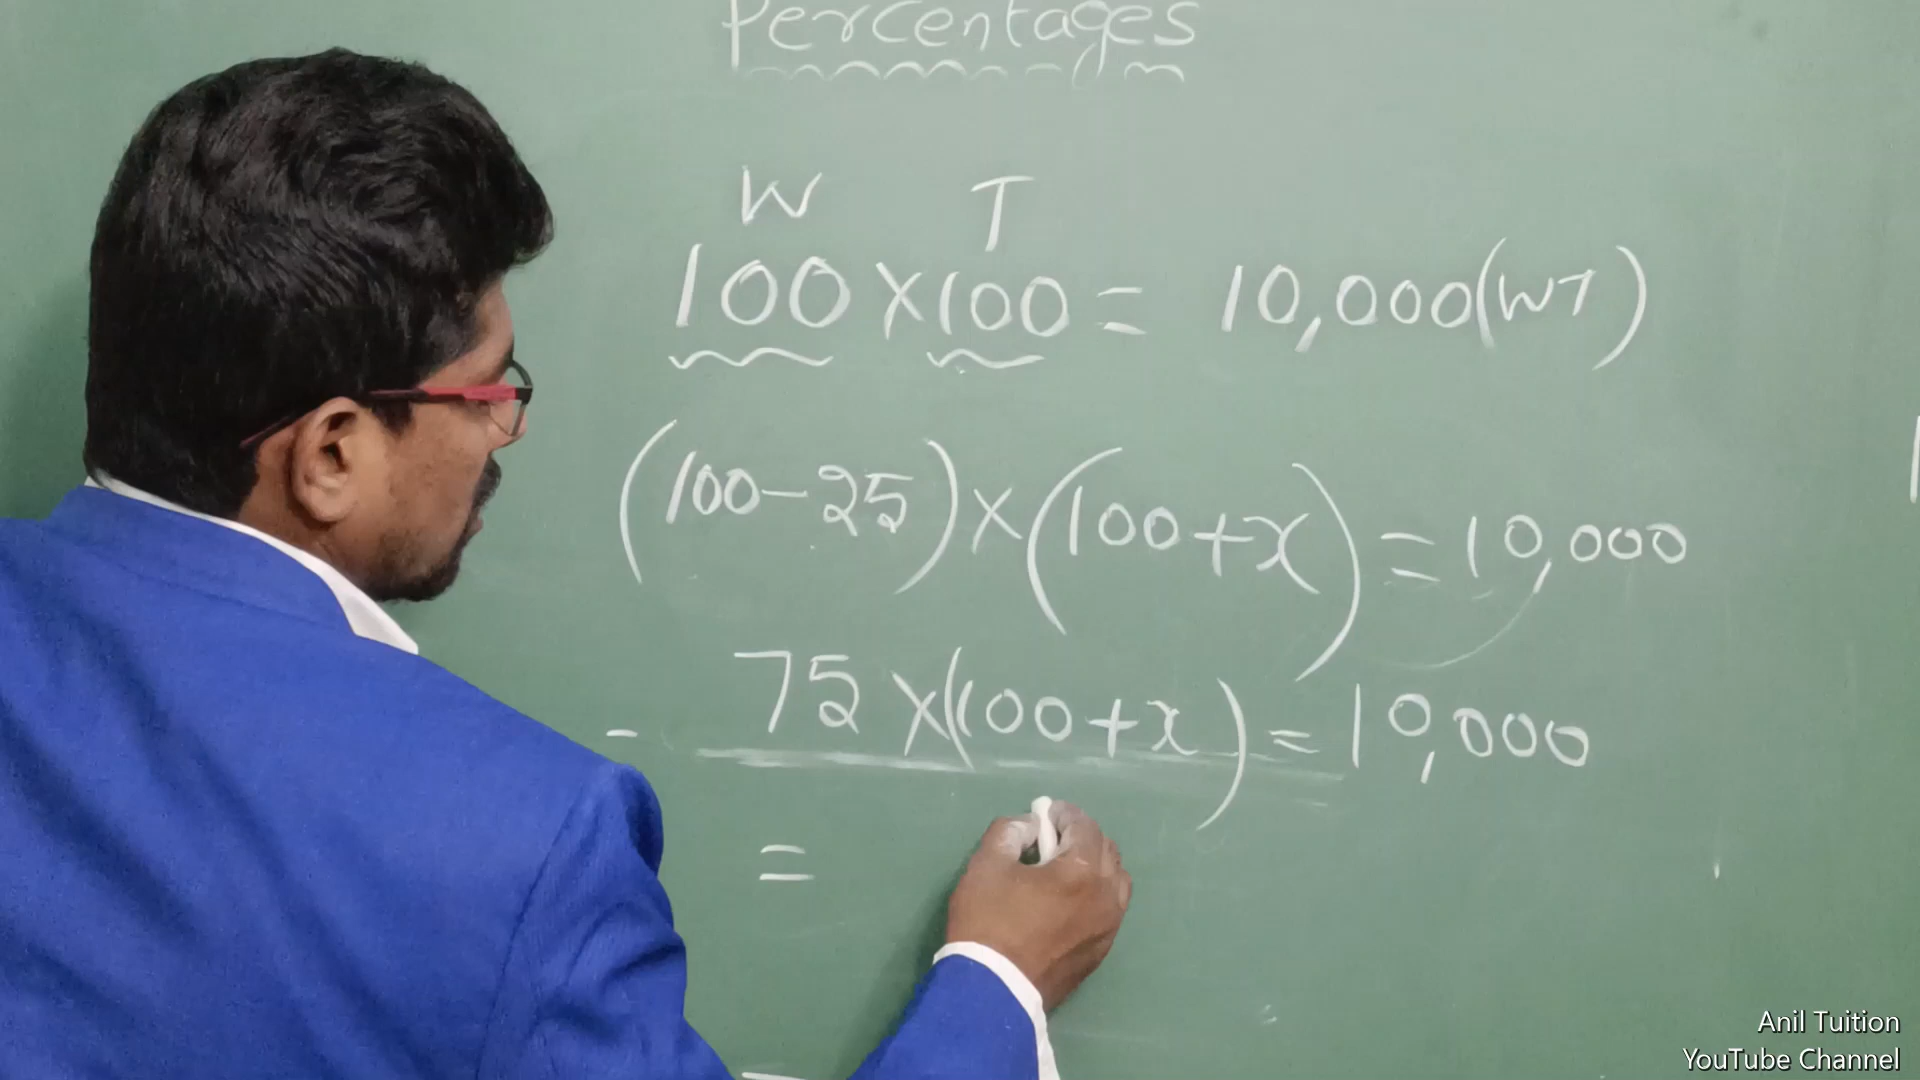 Percentages
W T
100 × 100 = 10,000 (WT)
(100 - 25) × (100 + x) = 10,000
- 75 × (100 + x) = 10,000
=
Anil Tuition
YouTube Channel